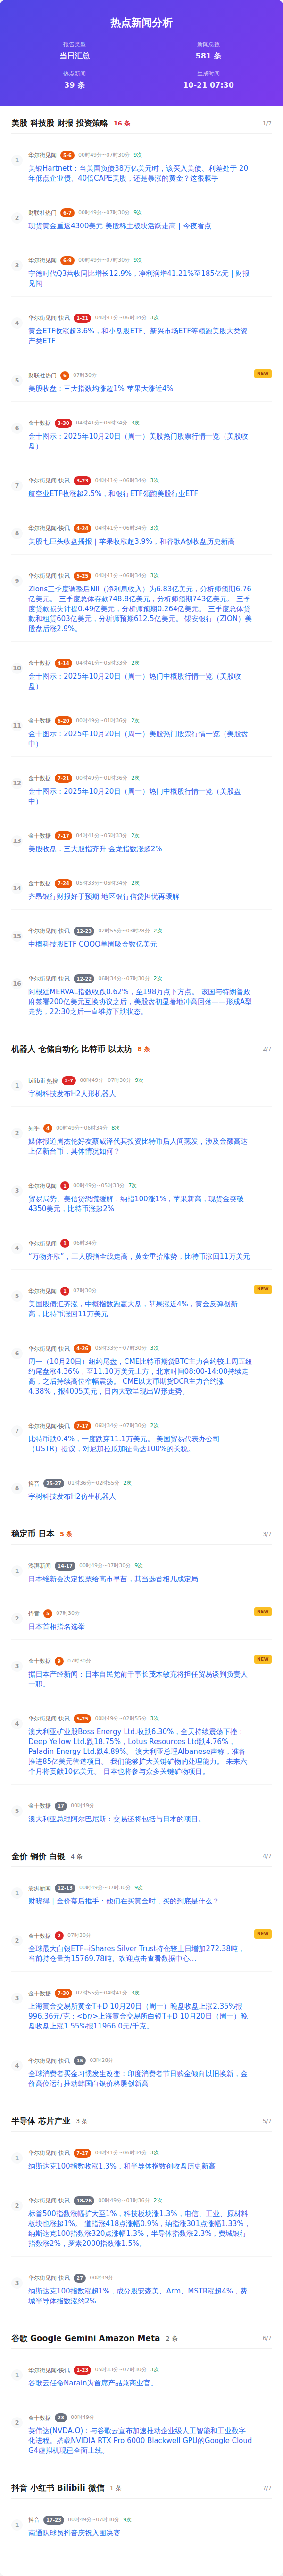 热点新闻分析
报告类型
当日汇总
新闻总数
581 条
热点新闻
39 条
生成时间
10-21 07:30
美股 科技股 财报 投资策略 16 条 1/7
1 华尔街见闻 5-6 00时49分~07时30分 9次
美银Hartnett：当美国负债38万亿美元时，该买入美债、利差处于 20
年低点企业债、40倍CAPE美股，还是暴涨的黄金？这很棘手
2 财联社热门 6-7 00时49分~07时30分 9次
现货黄金重返4300美元 美股稀土板块活跃走高 | 今夜看点
3 华尔街见闻 6-9 00时49分~07时30分 9次
宁德时代Q3营收同比增长12.9%，净利润增41.21%至185亿元 | 财报
见闻
4 华尔街见闻-快讯 1-21 04时41分~06时34分 3次
黄金ETF收涨超3.6%，和小盘股ETF、新兴市场ETF等领跑美股大类资
产类ETF
5 财联社热门 6 07时30分 NEW
美股收盘：三大指数均涨超1% 苹果大涨近4%
6 金十数据 3-30 04时41分~06时34分 3次
金十图示：2025年10月20日（周一）美股热门股票行情一览（美股收
盘）
7 华尔街见闻-快讯 3-23 04时41分~06时34分 3次
航空业ETF收涨超2.5%，和银行ETF领跑美股行业ETF
8 华尔街见闻-快讯 4-24 04时41分~06时34分 3次
美股七巨头收盘播报｜苹果收涨超3.9%，和谷歌A创收盘历史新高
9 华尔街见闻-快讯 5-25 04时41分~06时34分 3次
Zions三季度调整后NII（净利息收入）为6.83亿美元，分析师预期6.76
亿美元。 三季度总体存款748.8亿美元，分析师预期743亿美元。 三季
度贷款损失计提0.49亿美元，分析师预期0.264亿美元。 三季度总体贷
款和租赁603亿美元，分析师预期612.5亿美元。 锡安银行（ZION）美
股盘后涨2.9%。
10 金十数据 4-14 04时41分~05时33分 2次
金十图示：2025年10月20日（周一）热门中概股行情一览（美股收
盘）
11 金十数据 6-20 00时49分~01时36分 2次
金十图示：2025年10月20日（周一）美股热门股票行情一览（美股盘
中）
12 金十数据 7-21 00时49分~01时36分 2次
金十图示：2025年10月20日（周一）热门中概股行情一览（美股盘
中）
13 金十数据 7-17 04时41分~05时33分 2次
美股收盘：三大股指齐升 金龙指数涨超2%
14 金十数据 7-24 05时33分~06时34分 2次
齐昂银行财报好于预期 地区银行信贷担忧再缓解
15 华尔街见闻-快讯 12-23 02时55分~03时28分 2次
中概科技股ETF CQQQ单周吸金数亿美元
16 华尔街见闻-快讯 12-22 06时34分~07时30分 2次
阿根廷MERVAL指数收跌0.62%，至198万点下方点。 该国与特朗普政
府签署200亿美元互换协议之后，美股盘初显著地冲高回落——形成A型
走势，22:30之后一直维持下跌状态。
机器人 仓储自动化 比特币 以太坊 8 条 2/7
1 bilibili 热搜 3-7 00时49分~07时30分 9次
宇树科技发布H2人形机器人
2 知乎 4 00时49分~06时34分 8次
媒体报道周杰伦好友蔡威泽代其投资比特币后人间蒸发，涉及金额高达
上亿新台币，具体情况如何？
3 华尔街见闻 1 00时49分~05时33分 7次
贸易局势、美信贷恐慌缓解，纳指100涨1%，苹果新高，现货金突破
4350美元，比特币涨超2%
4 华尔街见闻 1 06时34分
“万物齐涨”，三大股指全线走高，黄金重拾涨势，比特币涨回11万美元
5 华尔街见闻 1 07时30分 NEW
美国股债汇齐涨，中概指数跑赢大盘，苹果涨近4%，黄金反弹创新
高，比特币涨回11万美元
6 华尔街见闻-快讯 4-24 05时33分~07时30分 3次
周一（10月20日）纽约尾盘，CME比特币期货BTC主力合约较上周五纽
约尾盘涨4.36%，至11.10万美元上方，北京时间08:00-14:00持续走
高，之后持续高位窄幅震荡。 CME以太币期货DCR主力合约涨
4.38%，报4005美元，日内大致呈现出W形走势。
7 华尔街见闻-快讯 7-17 06时34分~07时30分 2次
比特币跌0.4%，一度跌穿11.1万美元。 美国贸易代表办公司
（USTR）提议，对尼加拉瓜加征高达100%的关税。
8 抖音 25-27 01时36分~02时55分 2次
宇树科技发布H2仿生机器人
稳定币 日本 5 条 3/7
1 澎湃新闻 14-17 00时49分~07时30分 9次
日本维新会决定投票给高市早苗，其当选首相几成定局
2 抖音 5 07时30分 NEW
日本首相指名选举
3 金十数据 9 07时30分 NEW
据日本产经新闻：日本自民党前干事长茂木敏充将担任贸易谈判负责人
一职。
4 华尔街见闻-快讯 5-25 00时49分~02时55分 3次
澳大利亚矿业股Boss Energy Ltd.收跌6.30%，全天持续震荡下挫；
Deep Yellow Ltd.跌18.75%，Lotus Resources Ltd跌4.76%，
Paladin Energy Ltd.跌4.89%。 澳大利亚总理Albanese声称，准备
推进85亿美元管道项目。 我们能够扩大关键矿物的处理能力。 未来六
个月将贡献10亿美元。 日本也将参与众多关键矿物项目。
5 金十数据 17 00时49分
澳大利亚总理阿尔巴尼斯：交易还将包括与日本的项目。
金价 铜价 白银 4 条 4/7
1 澎湃新闻 12-13 00时49分~07时30分 9次
财晓得｜金价幕后推手：他们在买黄金时，买的到底是什么？
2 金十数据 2 07时30分 NEW
全球最大白银ETF--iShares Silver Trust持仓较上日增加272.38吨，
当前持仓量为15769.78吨。欢迎点击查看数据中心...
3 金十数据 7-30 02时55分~04时41分 3次
上海黄金交易所黄金T+D 10月20日（周一）晚盘收盘上涨2.35%报
996.36元/克；<br/>上海黄金交易所白银T+D 10月20日（周一）晚
盘收盘上涨1.55%报11966.0元/千克。
4 华尔街见闻-快讯 15 03时28分
全球消费者买金习惯发生改变：印度消费者节日购金倾向以旧换新，金
价高位运行推动韩国白银价格屡创新高
半导体 芯片产业 3 条 5/7
1 华尔街见闻-快讯 7-27 04时41分~06时34分 3次
纳斯达克100指数收涨1.3%，和半导体指数创收盘历史新高
2 华尔街见闻-快讯 18-26 00时49分~01时36分 2次
标普500指数涨幅扩大至1%，科技板块涨1.3%，电信、工业、原材料
板块也涨超1%。 道指涨418点涨幅0.9%，纳指涨301点涨幅1.33%，
纳斯达克100指数涨320点涨幅1.3%，半导体指数涨2.3%，费城银行
指数涨2%，罗素2000指数涨1.5%。
3 华尔街见闻-快讯 27 00时49分
纳斯达克100指数涨超1%，成分股安森美、Arm、MSTR涨超4%，费
城半导体指数涨约2%
谷歌 Google Gemini Amazon Meta 2 条 6/7
1 华尔街见闻-快讯 1-23 05时33分~07时30分 3次
谷歌云任命Narain为首席产品兼商业官。
2 金十数据 23 00时49分
英伟达(NVDA.O)：与谷歌云宣布加速推动企业级人工智能和工业数字
化进程。搭载NVIDIA RTX Pro 6000 Blackwell GPU的Google Cloud
G4虚拟机现已全面上线。
抖音 小红书 Bilibili 微信 1 条 7/7
1 抖音 17-23 00时49分~07时30分 9次
南通队球员抖音庆祝入围决赛